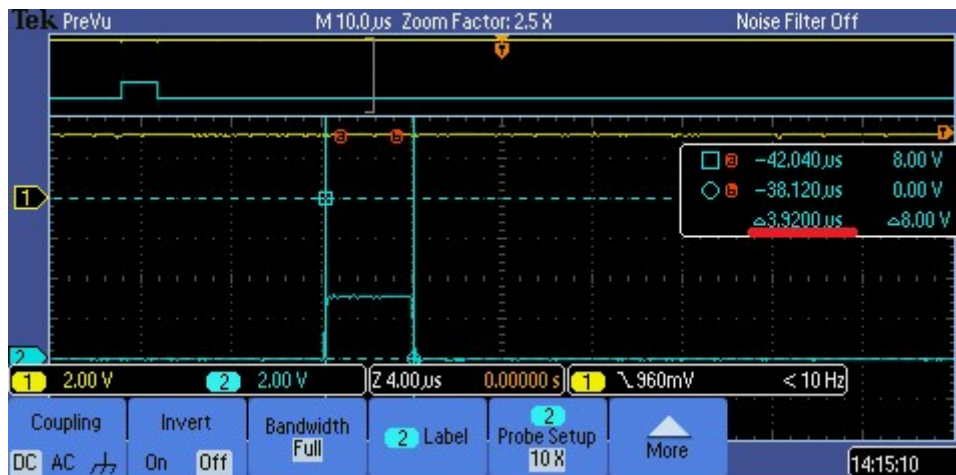 Tek PreVu M 10.0µs Zoom Factor: 2.5 X Noise Filter Off
T
a b T
a −42.040µs 8.00 V
1 b −38.120µs 0.00 V
△3.9200µs △8.00 V
2
1 2.00 V 2 2.00 V Z 4.00µs 0.00000 s 1 \ 960mV < 10 Hz
Coupling Invert Bandwidth 2 Label 2 More
Full Probe Setup
DC AC On Off 10 X
14:15:10